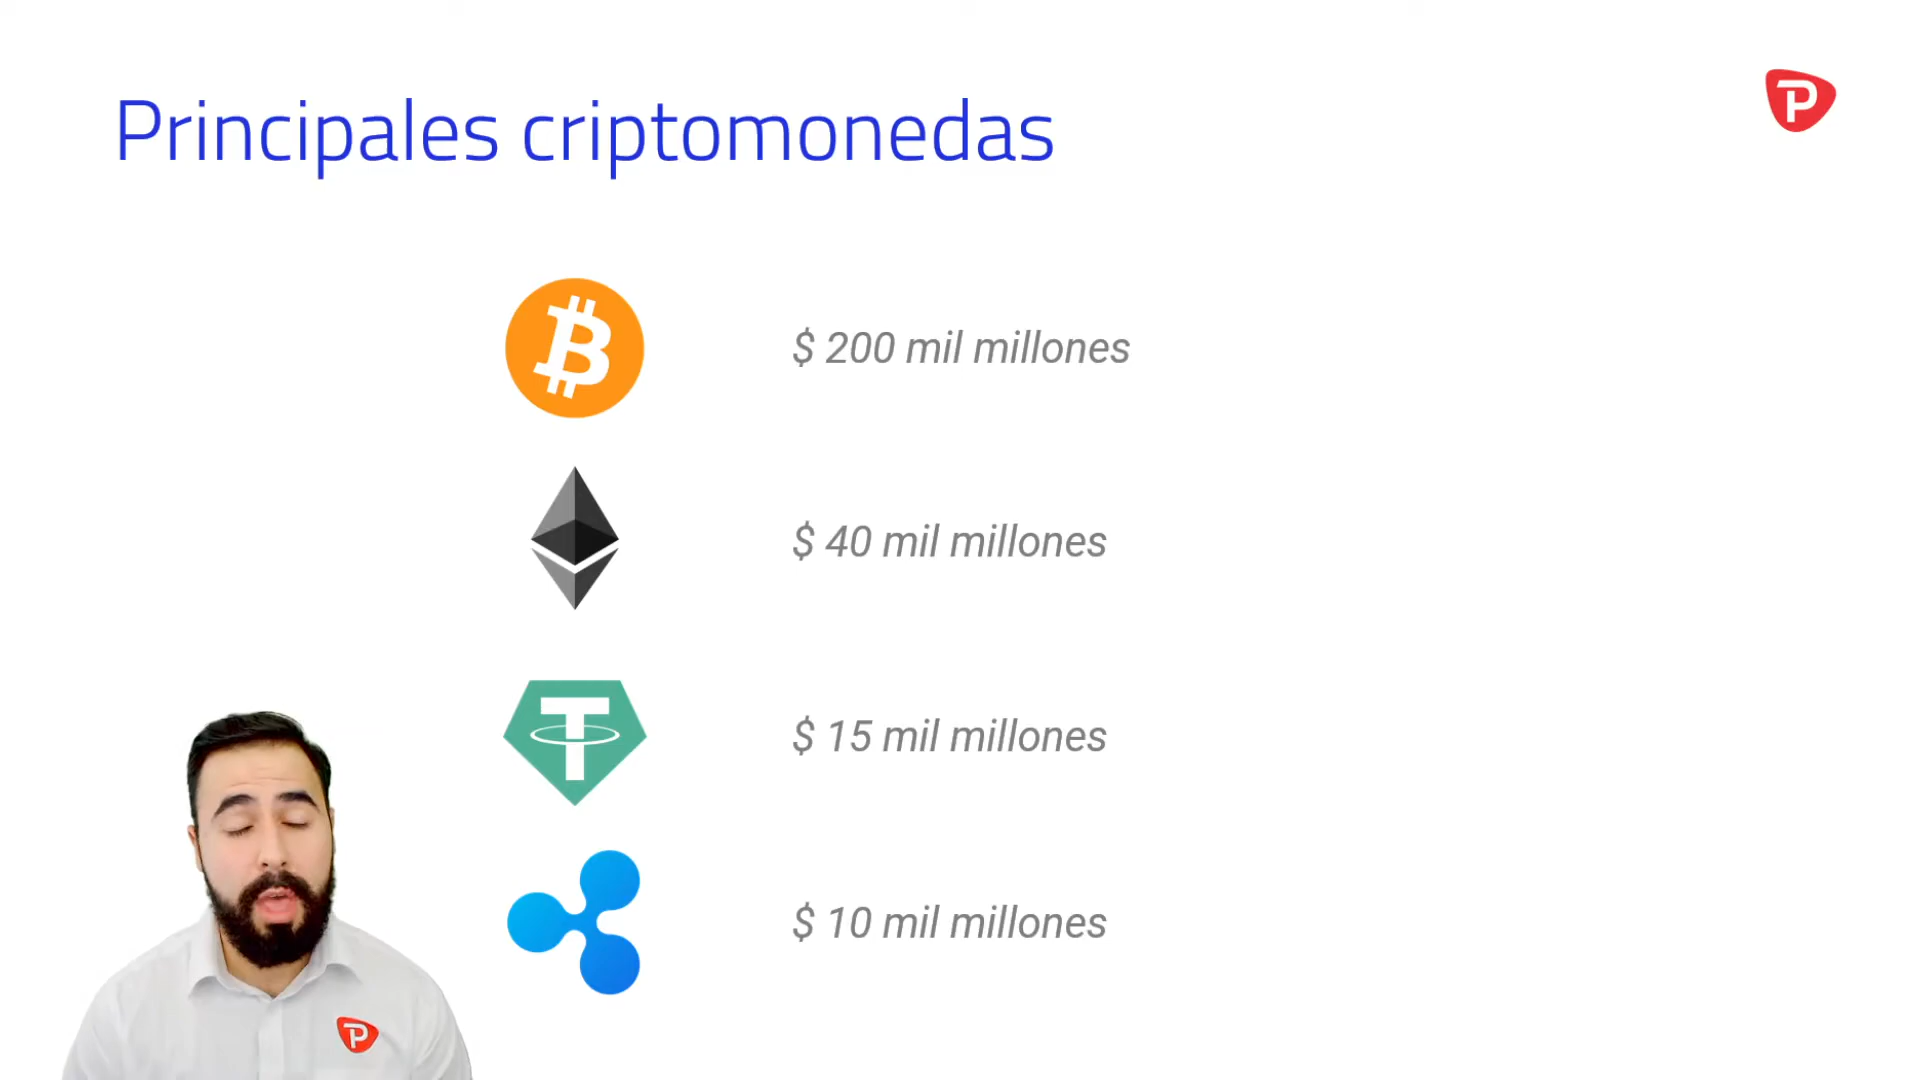 Principales criptomonedas
P
$ 200 mil millones
$ 40 mil millones
$ 15 mil millones
$ 10 mil millones
P